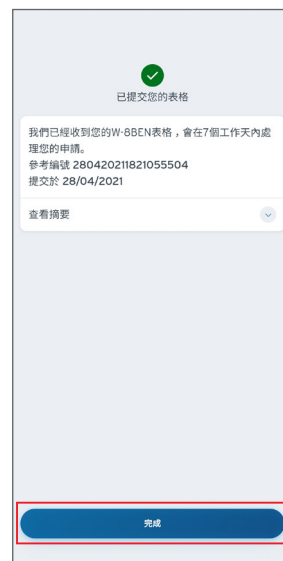 已提交您的表格
我們已經收到您的W-8BEN表格，會在7個工作天內處
理您的申請。
參考編號 280420211821055504
提交於 28/04/2021
查看摘要
完成